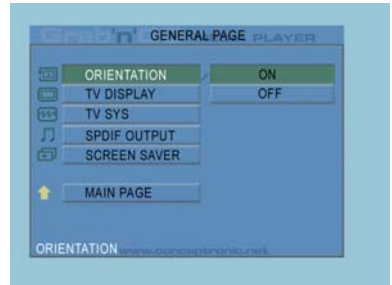 Grab'n' GENERAL PAGE PLAYER
ORIENTATION ON
TV DISPLAY OFF
TV SYS
SPDIF OUTPUT
SCREEN SAVER
MAIN PAGE
ORIENTATION www.conceptronic.net